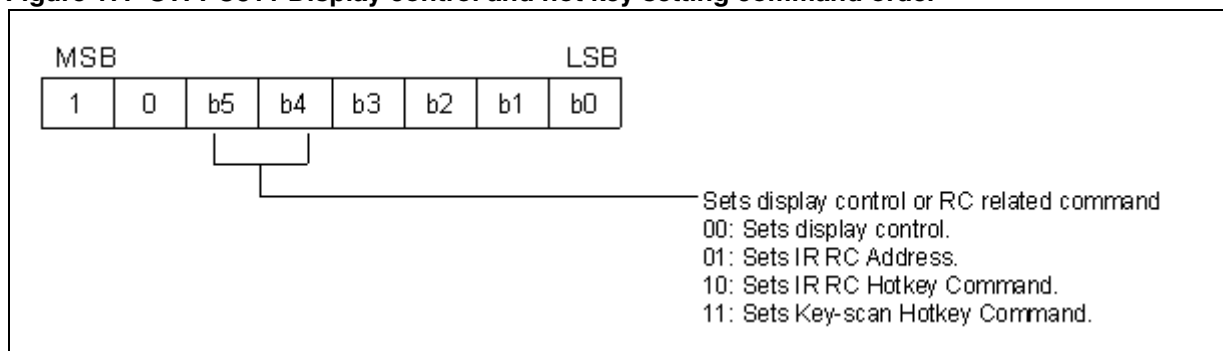 MSB LSB
1 0 b5 b4 b3 b2 b1 b0
Sets display control or RC related command
00: Sets display control.
01: Sets IR RC Address.
10: Sets IR RC Hotkey Command.
11: Sets Key-scan Hotkey Command.